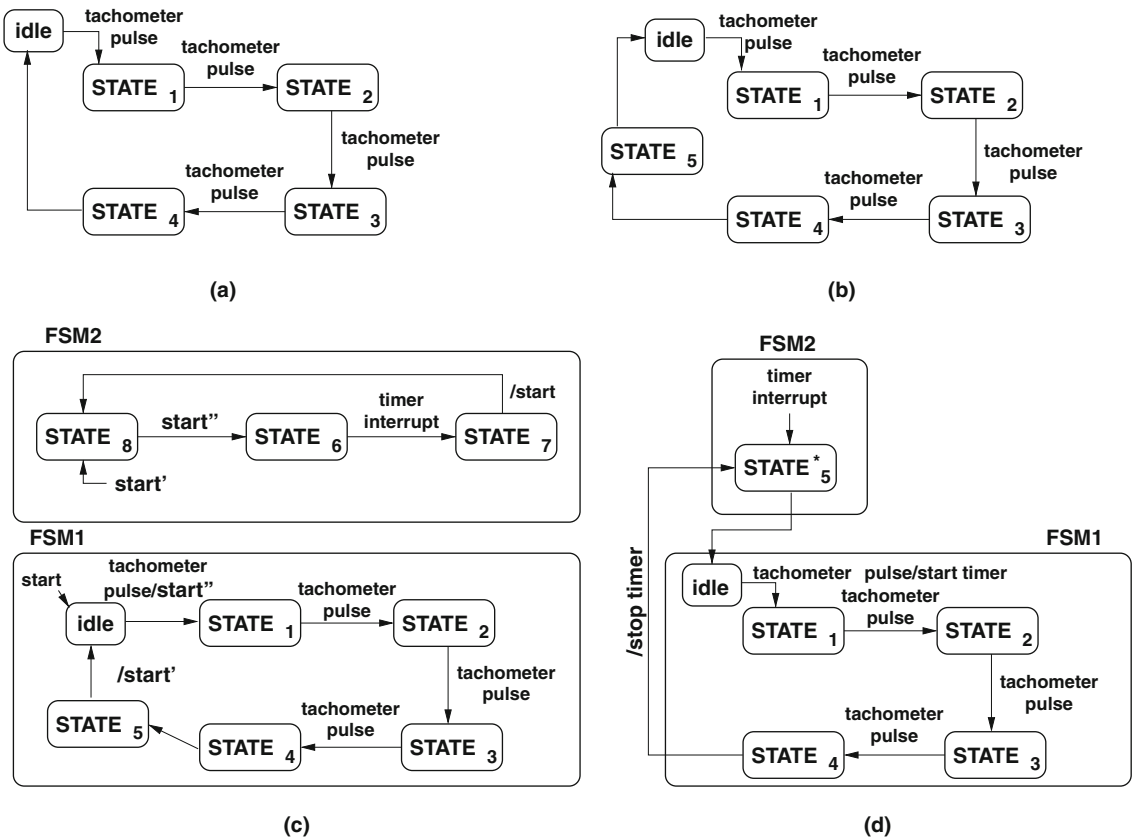 idle
tachometer
pulse
STATE 1
tachometer
pulse
STATE 2
tachometer
pulse
STATE 3
tachometer
pulse
STATE 4
(a)
idle
tachometer
pulse
STATE 1
tachometer
pulse
STATE 2
tachometer
pulse
STATE 3
tachometer
pulse
STATE 4
STATE 5
(b)
FSM2
/start
STATE 8
start”
STATE 6
timer
interrupt
STATE 7
start'
FSM1
start
idle
tachometer
pulse/start”
STATE 1
tachometer
pulse
STATE 2
tachometer
pulse
STATE 3
tachometer
pulse
STATE 4
STATE 5
/start'
(c)
FSM2
timer
interrupt
STATE * 5
/stop timer
FSM1
idle
tachometer pulse/start timer
STATE 1
tachometer
pulse
STATE 2
tachometer
pulse
STATE 3
tachometer
pulse
STATE 4
(d)